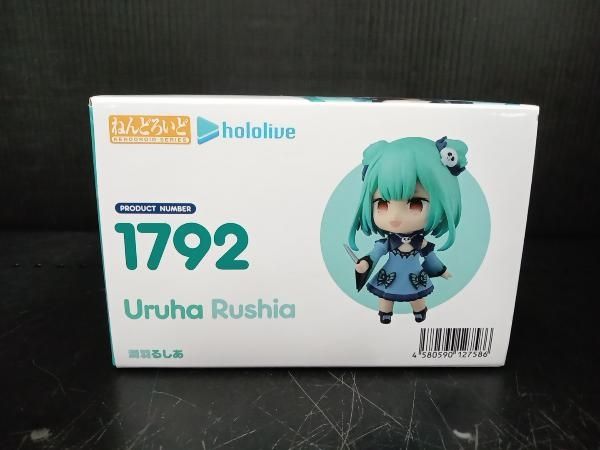 ねんどろいど
NENDOROID SERIES
hololive
PRODUCT NUMBER
1792
Uruha Rushia
潤羽るしあ
4 580590 127586